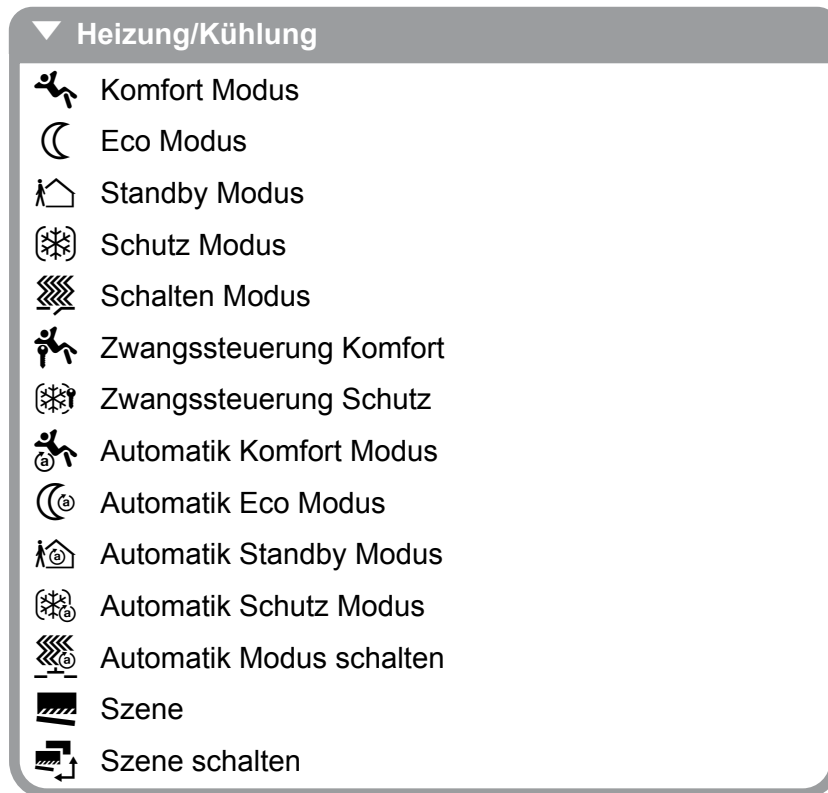 Heizung/Kühlung
Komfort Modus
Eco Modus
Standby Modus
Schutz Modus
Schalten Modus
Zwangssteuerung Komfort
Zwangssteuerung Schutz
Automatik Komfort Modus
Automatik Eco Modus
Automatik Standby Modus
Automatik Schutz Modus
Automatik Modus schalten
Szene
Szene schalten